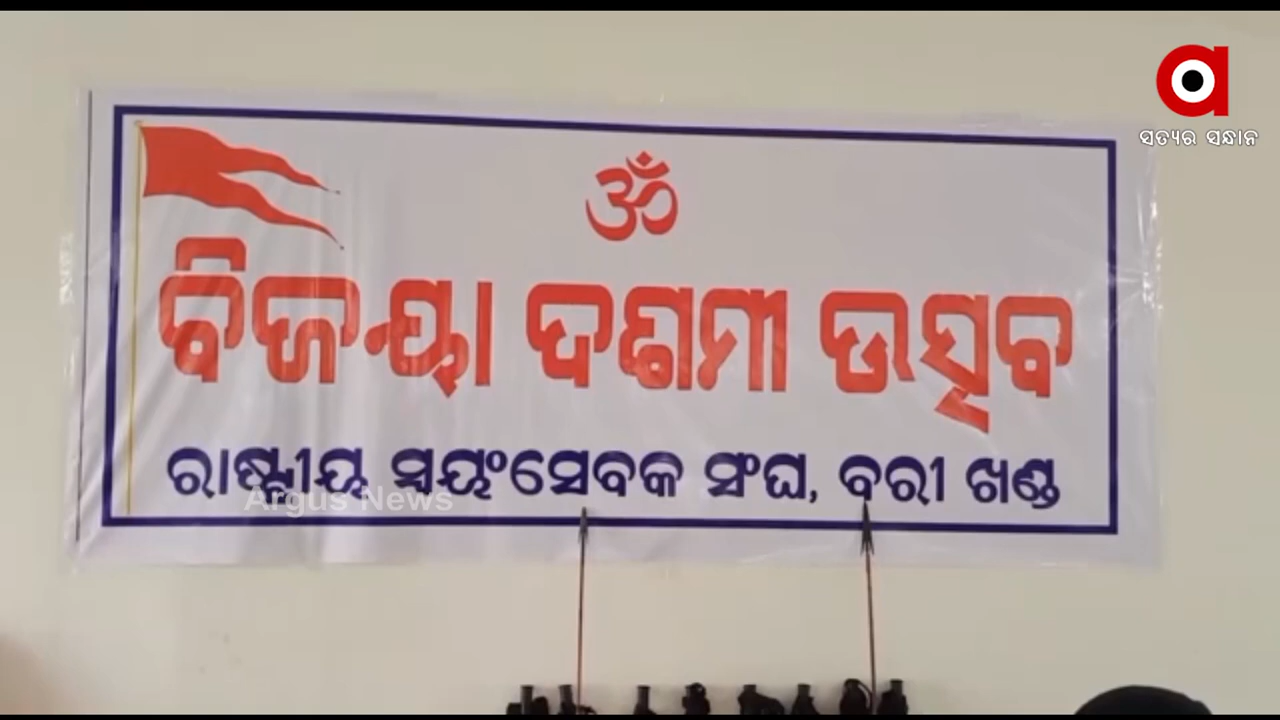 ସତ୍ୟର ସନ୍ଧାନ
ॐ
ବିଜୟା ଦଶମୀ ଉତ୍ସବ
ରାଷ୍ଟ୍ରୀୟ ସ୍ୱୟଂସେବକ ସଂଘ, ବରୀ ଖଣ୍ଡ
Argus News